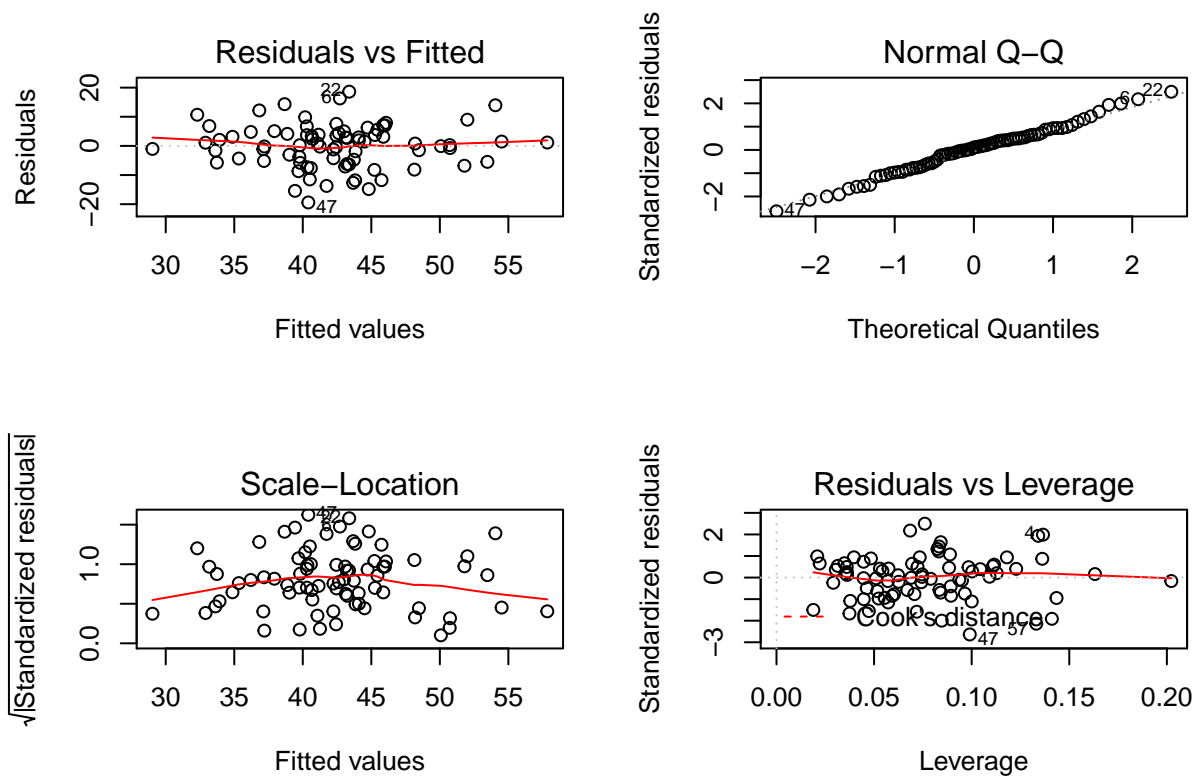 Residuals vs Fitted
Residuals
20
0
−20
22
6
47
30 35 40 45 50 55
Fitted values
Normal Q−Q
Standardized residuals
2
0
−2
6
22
47
−2 −1 0 1 2
Theoretical Quantiles
Scale−Location
√|Standardized residuals|
1.0
0.0
47
22
6
30 35 40 45 50 55
Fitted values
Residuals vs Leverage
Standardized residuals
2
0
−3
4
Cook's distance
47
57
0.00 0.05 0.10 0.15 0.20
Leverage